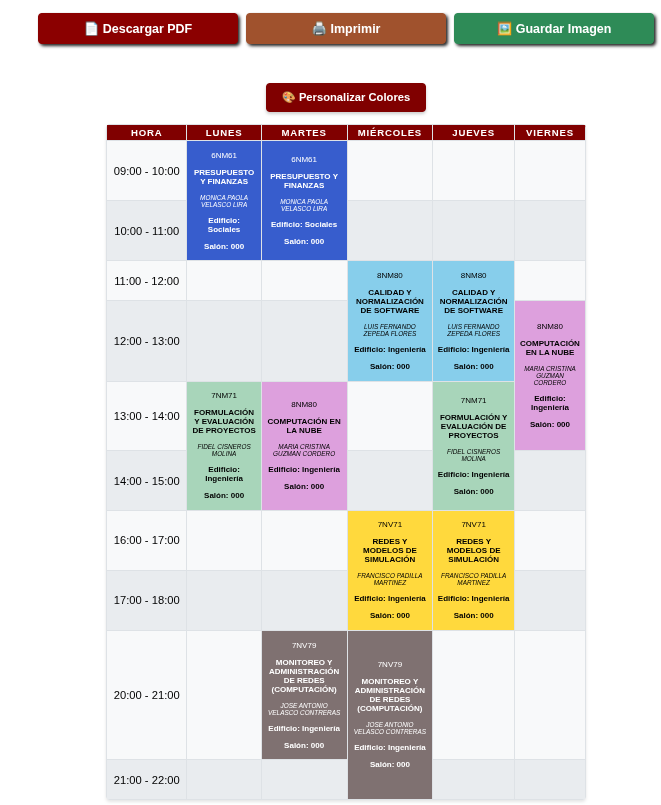 📄 Descargar PDF
🖨️ Imprimir
🖼️ Guardar Imagen
🎨 Personalizar Colores
HORA LUNES MARTES MIÉRCOLES JUEVES VIERNES
09:00 - 10:00
6NM61
PRESUPUESTO
Y FINANZAS
MONICA PAOLA
VELASCO LIRA
Edificio:
Sociales
Salón: 000
6NM61
PRESUPUESTO Y
FINANZAS
MONICA PAOLA
VELASCO LIRA
Edificio: Sociales
Salón: 000
10:00 - 11:00
11:00 - 12:00
8NM80
CALIDAD Y
NORMALIZACIÓN
DE SOFTWARE
LUIS FERNANDO
ZEPEDA FLORES
Edificio: Ingeniería
Salón: 000
8NM80
CALIDAD Y
NORMALIZACIÓN
DE SOFTWARE
LUIS FERNANDO
ZEPEDA FLORES
Edificio: Ingeniería
Salón: 000
12:00 - 13:00
8NM80
COMPUTACIÓN
EN LA NUBE
MARIA CRISTINA
GUZMAN
CORDERO
Edificio:
Ingeniería
Salón: 000
13:00 - 14:00
7NM71
FORMULACIÓN
Y EVALUACIÓN
DE PROYECTOS
FIDEL CISNEROS
MOLINA
Edificio:
Ingeniería
Salón: 000
8NM80
COMPUTACIÓN EN
LA NUBE
MARIA CRISTINA
GUZMAN CORDERO
Edificio: Ingeniería
Salón: 000
7NM71
FORMULACIÓN Y
EVALUACIÓN DE
PROYECTOS
FIDEL CISNEROS
MOLINA
Edificio: Ingeniería
Salón: 000
14:00 - 15:00
16:00 - 17:00
7NV71
REDES Y
MODELOS DE
SIMULACIÓN
FRANCISCO PADILLA
MARTINEZ
Edificio: Ingeniería
Salón: 000
7NV71
REDES Y
MODELOS DE
SIMULACIÓN
FRANCISCO PADILLA
MARTINEZ
Edificio: Ingeniería
Salón: 000
17:00 - 18:00
20:00 - 21:00
7NV79
MONITOREO Y
ADMINISTRACIÓN
DE REDES
(COMPUTACIÓN)
JOSE ANTONIO
VELASCO CONTRERAS
Edificio: Ingeniería
Salón: 000
7NV79
MONITOREO Y
ADMINISTRACIÓN
DE REDES
(COMPUTACIÓN)
JOSE ANTONIO
VELASCO CONTRERAS
Edificio: Ingeniería
Salón: 000
21:00 - 22:00